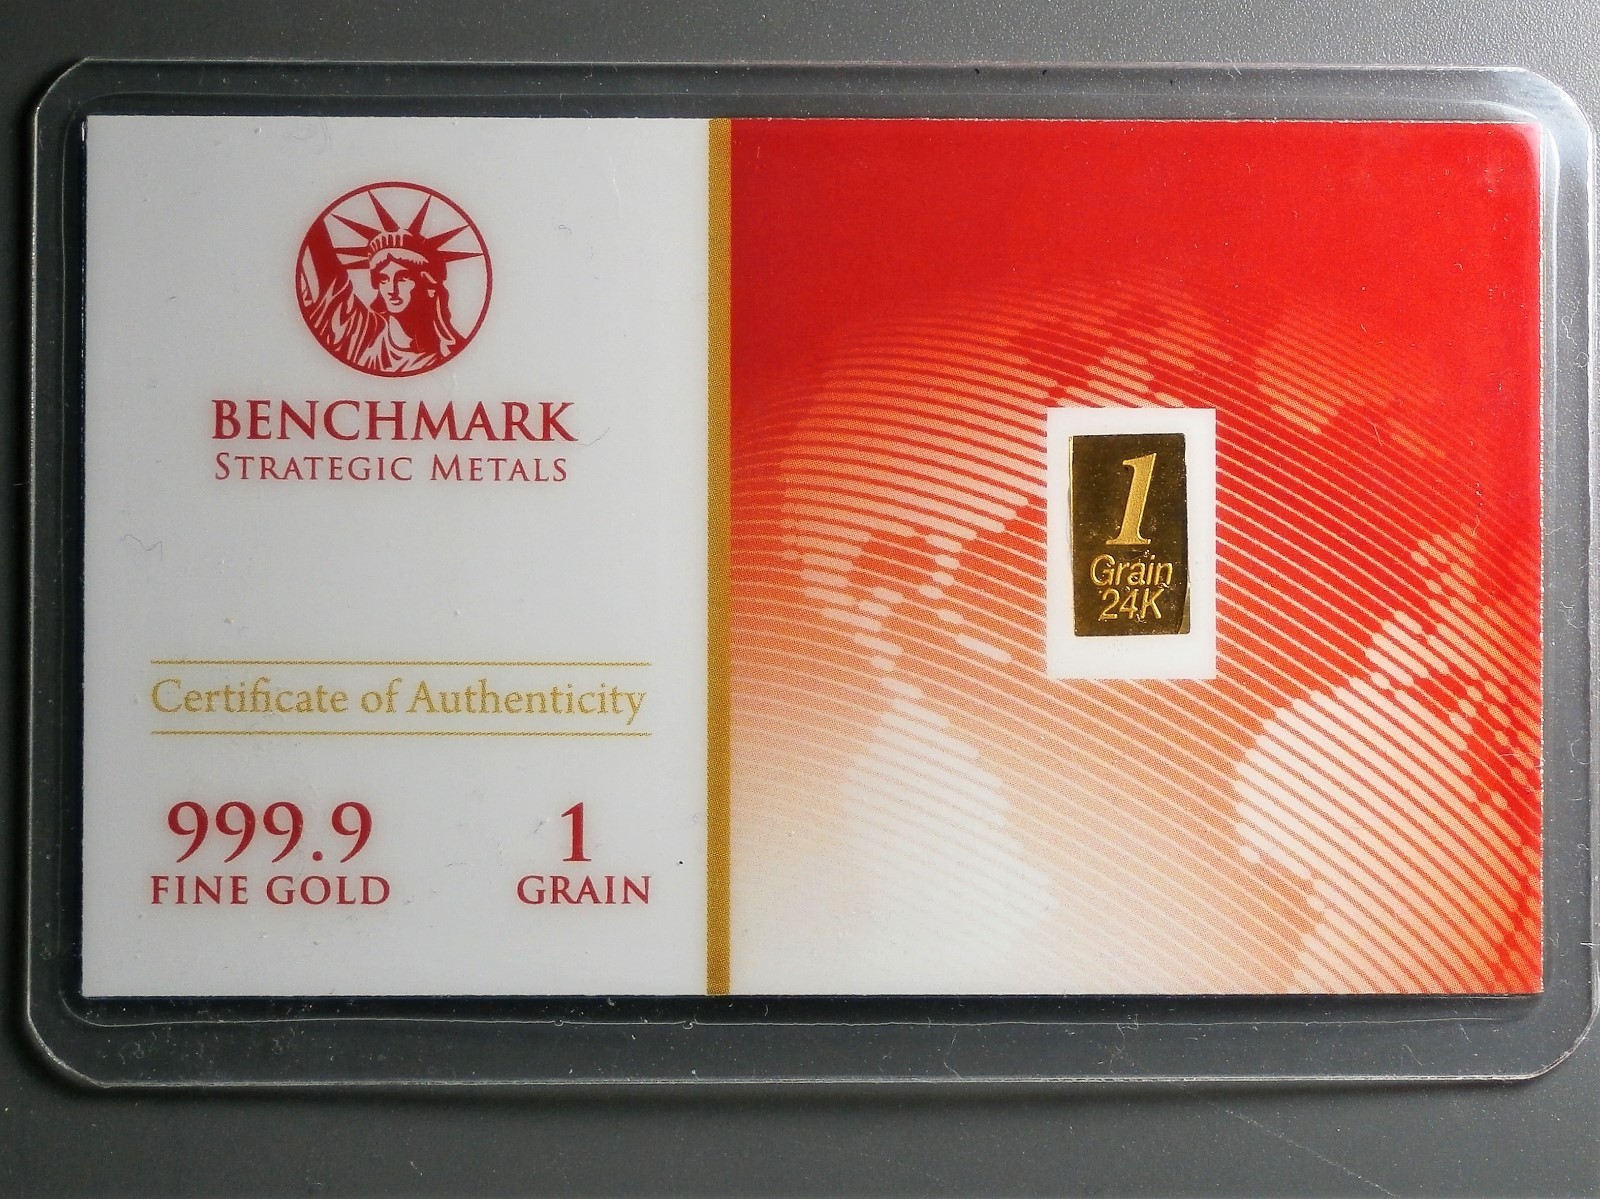 BENCHMARK
STRATEGIC METALS
Certificate of Authenticity
999.9
FINE GOLD
1
GRAIN
1
Grain
24K